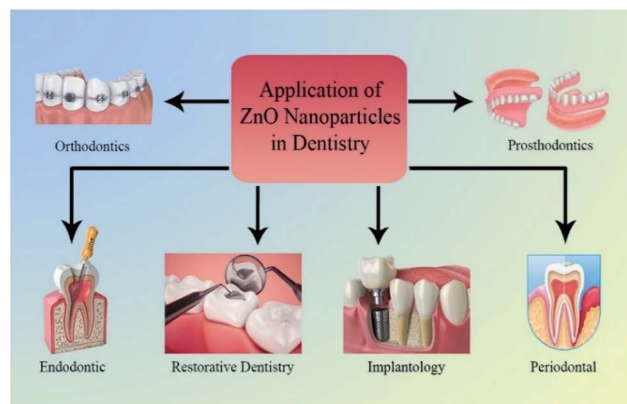 Application of
ZnO Nanoparticles
in Dentistry
Orthodontics
Prosthodontics
Endodontic
Restorative Dentistry
Implantology
Periodontal